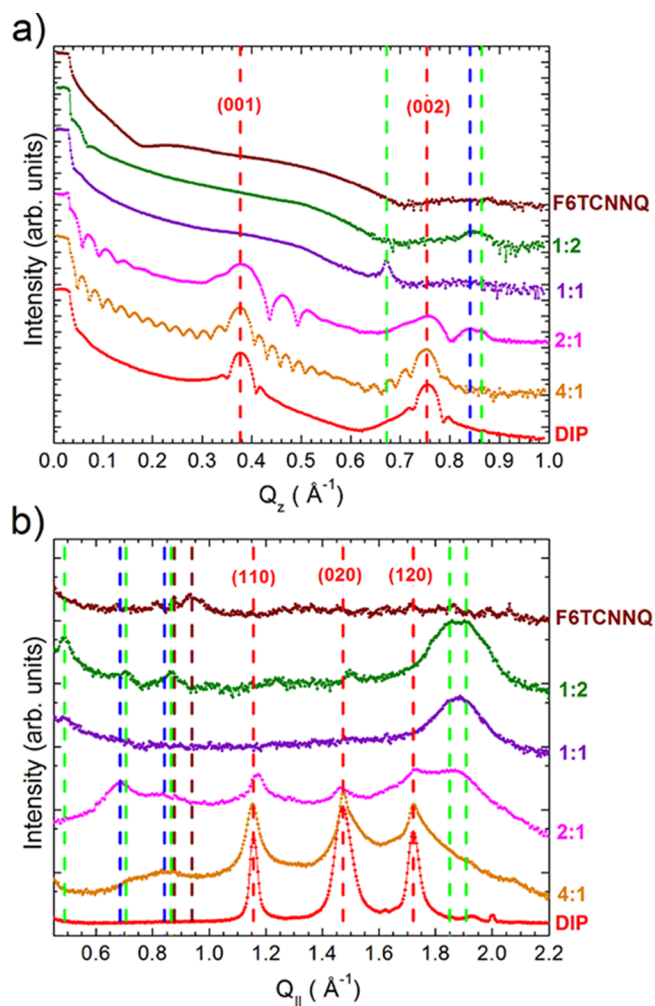 a)
(001)
(002)
F6TCNNQ
1:2
1:1
2:1
4:1
DIP
Intensity (arb. units)
0.0 0.1 0.2 0.3 0.4 0.5 0.6 0.7 0.8 0.9 1.0
Q_z ( Å⁻¹)
b)
(110)
(020)
(120)
F6TCNNQ
1:2
1:1
2:1
4:1
DIP
Intensity (arb. units)
0.6 0.8 1.0 1.2 1.4 1.6 1.8 2.0 2.2
Q_|| (Å⁻¹)